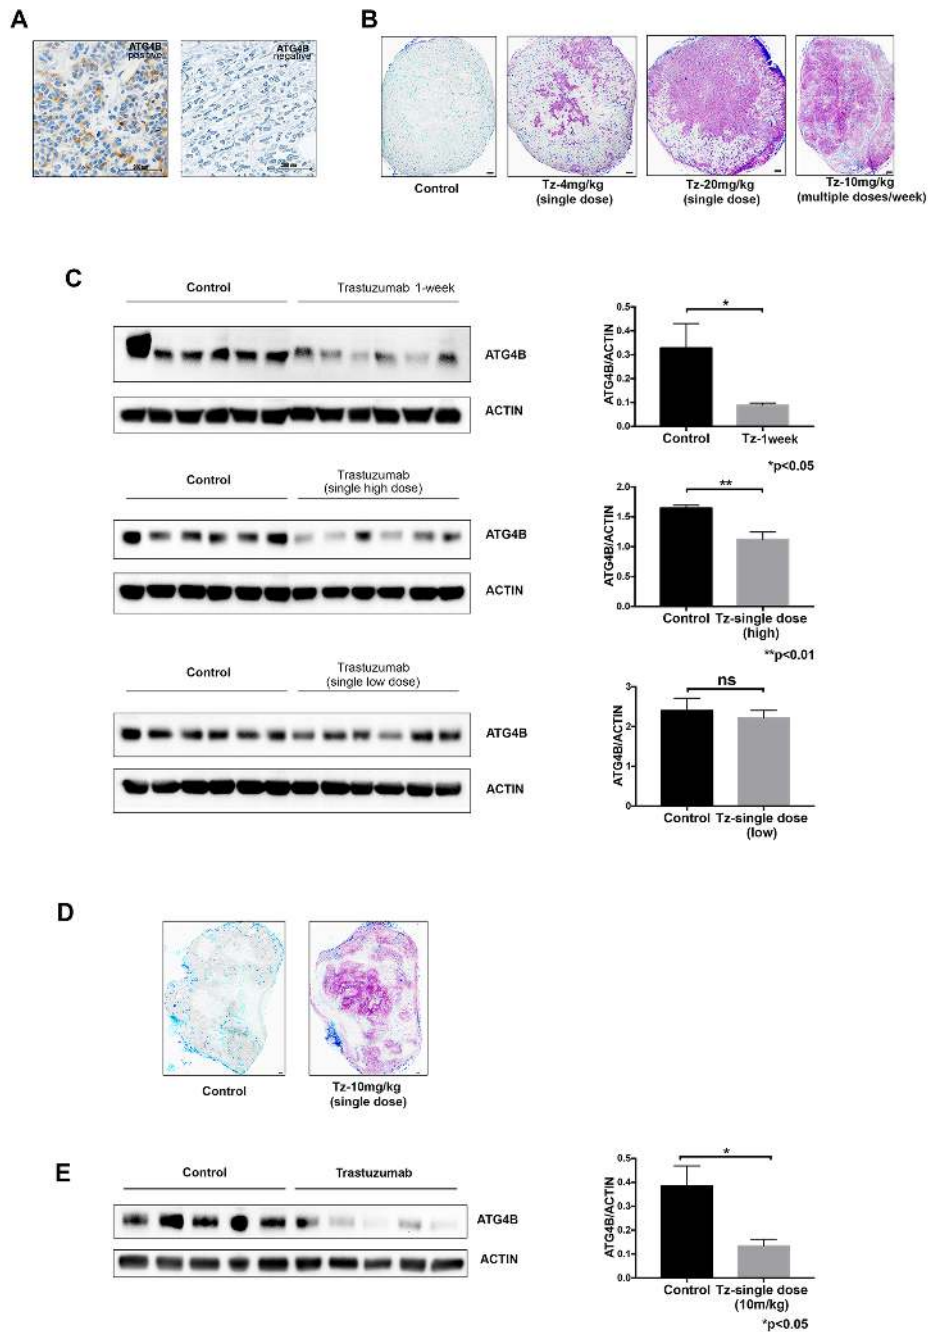 A
B
ATG4B
positive
ATG4B
negative
Control
Tz-4mg/kg
(single dose)
Tz-20mg/kg
(single dose)
Tz-10mg/kg
(multiple doses/week)
C
Control
Trastuzumab 1-week
ATG4B
ACTIN
ATG4B/ACTIN
0.5
0.4
0.3
0.2
0.1
0.0
*
Control
Tz-1week
*p<0.05
Control
Trastuzumab
(single high dose)
ATG4B
ACTIN
ATG4B/ACTIN
2.0
1.5
1.0
0.5
0.0
**
Control
Tz-single dose
(high)
**p<0.01
Control
Trastuzumab
(single low dose)
ATG4B
ACTIN
ATG4B/ACTIN
3
2
1
0
ns
Control
Tz-single dose
(low)
D
Control
Tz-10mg/kg
(single dose)
E
Control
Trastuzumab
ATG4B
ACTIN
ATG4B/ACTIN
0.5
0.4
0.3
0.2
0.1
0.0
*
Control
Tz-single dose
(10m/kg)
*p<0.05